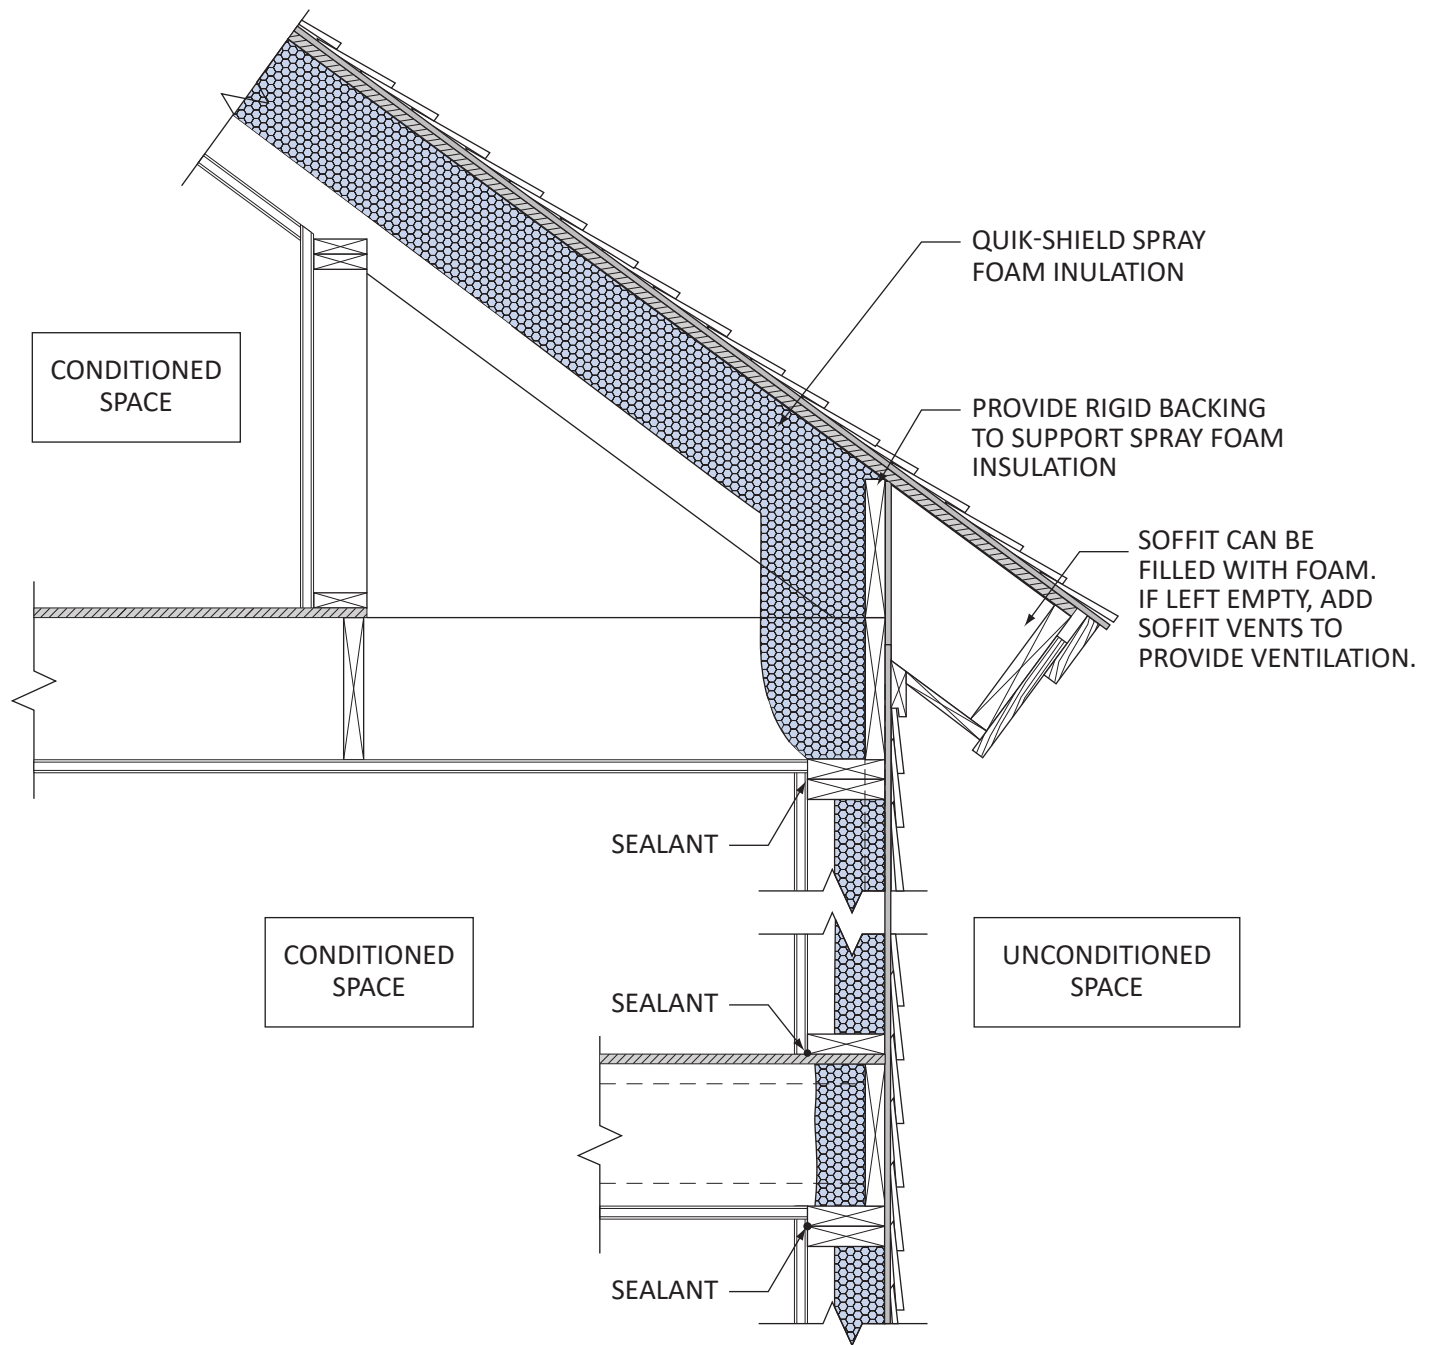 QUIK-SHIELD SPRAY
FOAM INULATION
CONDITIONED
SPACE
PROVIDE RIGID BACKING
TO SUPPORT SPRAY FOAM
INSULATION
SOFFIT CAN BE
FILLED WITH FOAM.
IF LEFT EMPTY, ADD
SOFFIT VENTS TO
PROVIDE VENTILATION.
SEALANT
CONDITIONED
SPACE
UNCONDITIONED
SPACE
SEALANT
SEALANT